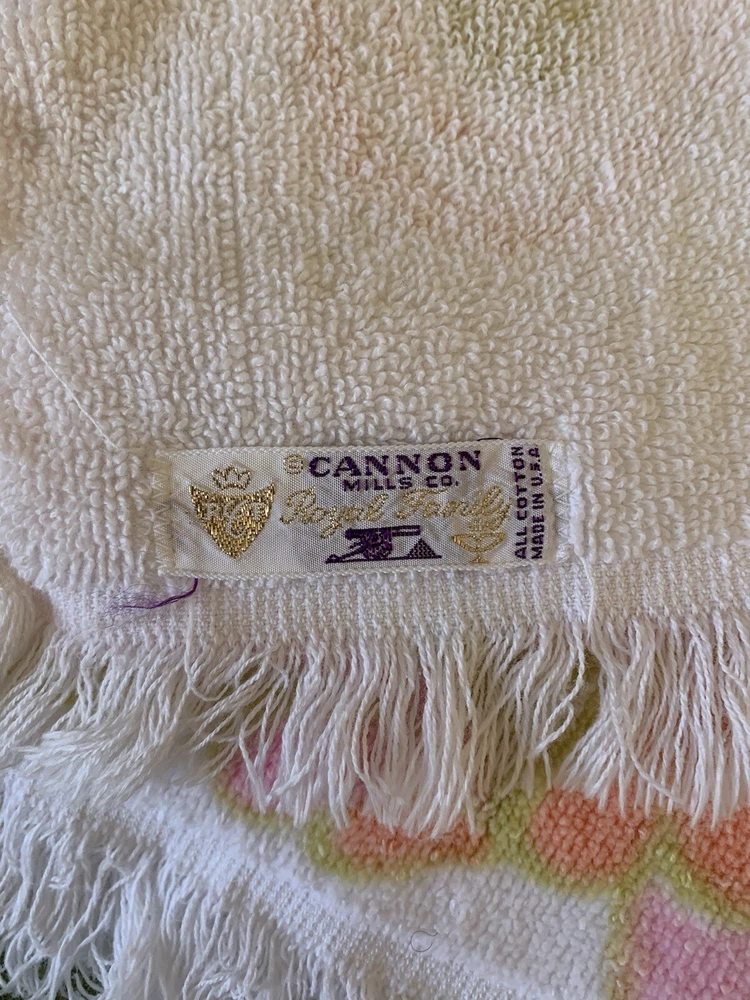 CANNON
MILLS CO.
Royal Family
ALL COTTON
MADE IN U.S.A